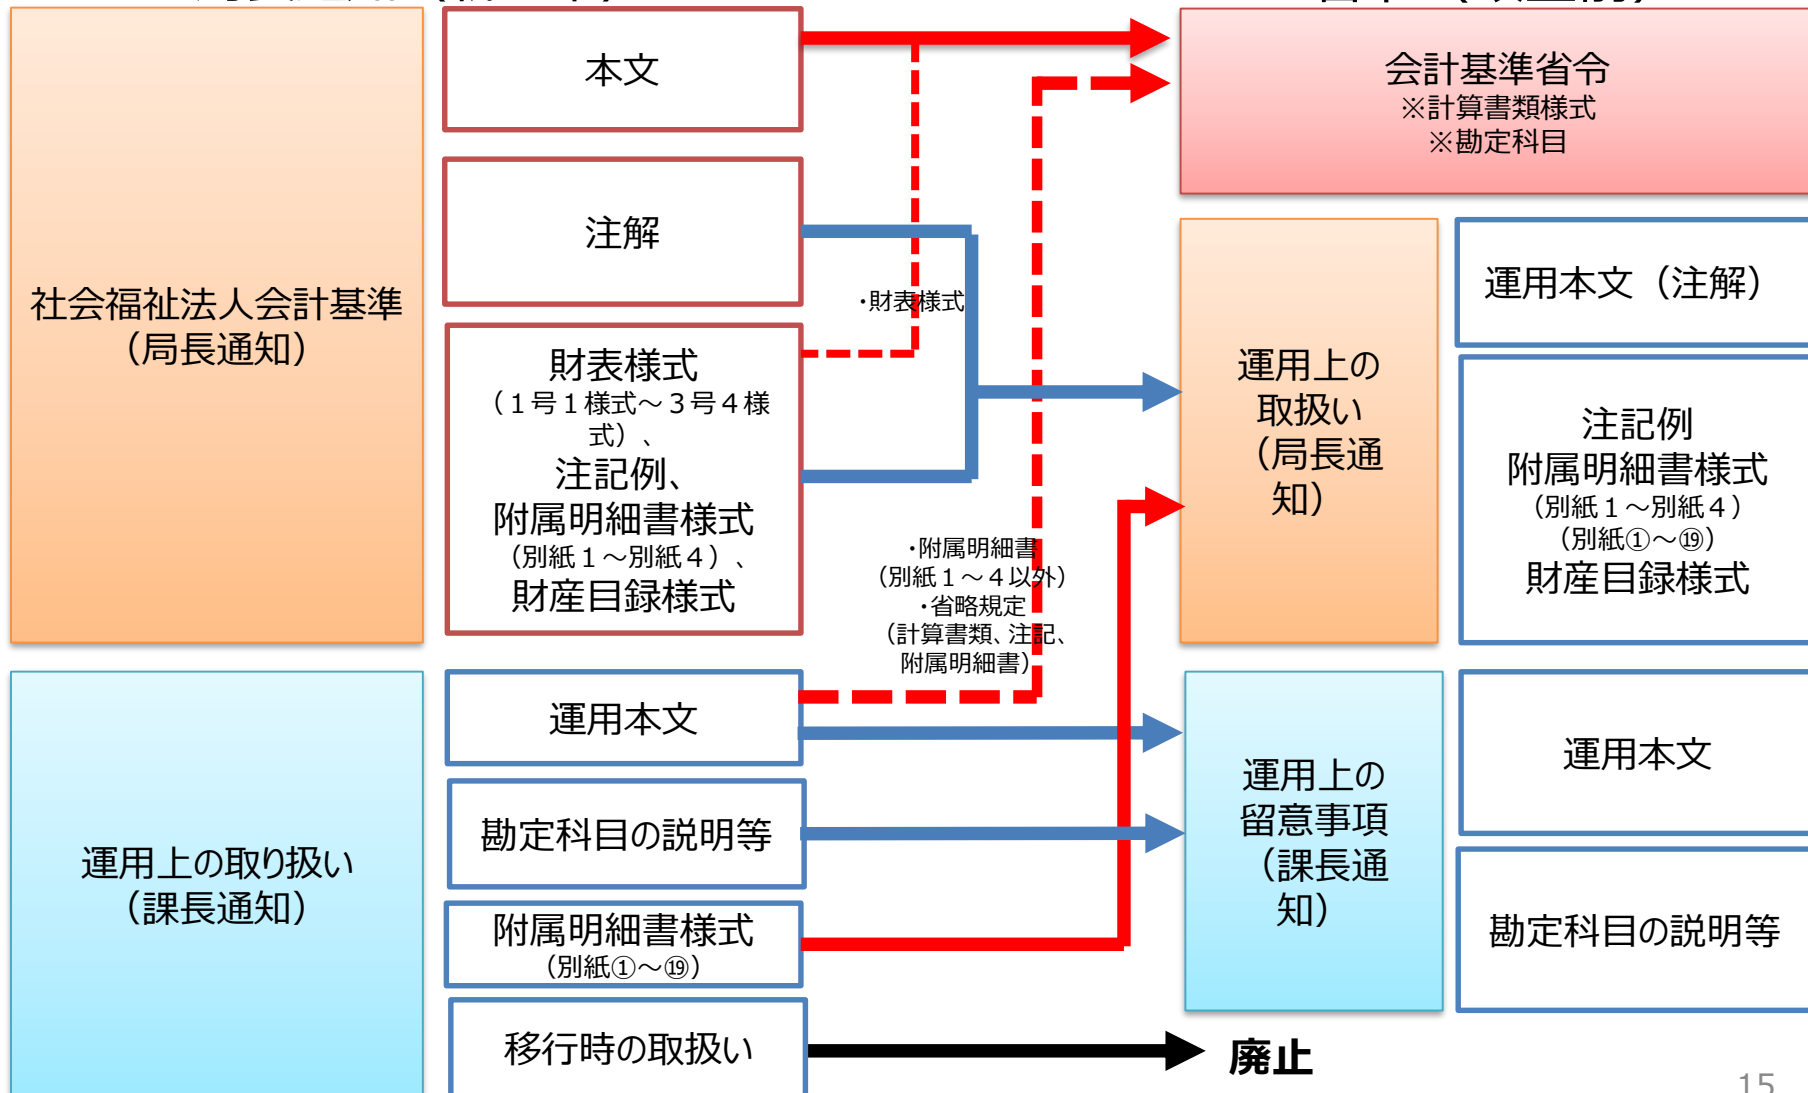 社会福祉法人会計基準
（局長通知）
本文
注解
財表様式
（１号１様式～３号４様
式）、
注記例、
附属明細書様式
（別紙１～別紙４）、
財産目録様式
運用上の取り扱い
（課長通知）
運用本文
勘定科目の説明等
附属明細書様式
（別紙①～⑲）
移行時の取扱い
・財表様式
・附属明細書
（別紙１～４以外）
・省略規定
（計算書類、注記、
附属明細書）
会計基準省令
※計算書類様式
※勘定科目
運用上の
取扱い
（局長通
知）
運用本文（注解）
注記例
附属明細書様式
（別紙１～別紙４）
（別紙①～⑲）
財産目録様式
運用上の
留意事項
（課長通
知）
運用本文
勘定科目の説明等
廃止
15